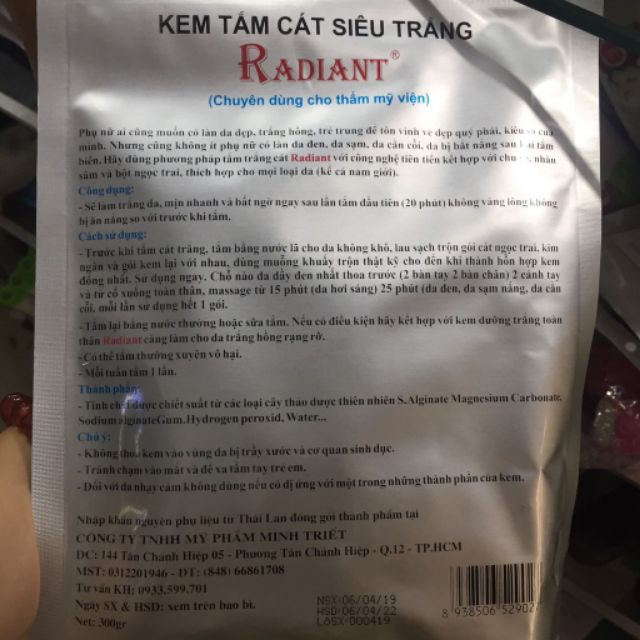 KEM TẮM CÁT SIÊU TRẮNG
RADIANT®
(Chuyên dùng cho thẩm mỹ viện)
Phụ nữ ai cũng muốn có làn da đẹp, trắng hồng, trẻ trung để tôn vinh vẻ đẹp quý phái, kiêu sa của
mình. Nhưng cũng không ít phụ nữ có làn da đen, da sạm, da cằn cỗi, da bị bắt nắng sau khi tắm
biển. Hãy dùng phương pháp tắm trắng cát Radiant với công nghệ tiên tiến kết hợp với nhân
sâm và bột ngọc trai, thích hợp cho mọi loại da (kể cả nam giới).
Công dụng:
- Sẽ làm trắng da, mịn nhanh và bất ngờ ngay sau lần tắm đầu tiên (20 phút) không vàng lông không
bị ăn nắng so với trước khi tắm.
Cách sử dụng:
- Trước khi tắm cát trắng, tắm bằng nước lã cho da không khô, lau sạch trộn gói cát ngọc trai, kim
ngân và gói kem lại với nhau, dùng muỗng khuấy trộn thật kỹ cho đến khi thành hỗn hợp kem
đồng nhất. Sử dụng ngay. Chỗ nào da dầy đen nhất thoa trước (2 bàn tay 2 bàn chân) 2 cánh tay
và từ cổ xuống toàn thân, massage từ 15 phút (da hơi sáng) 25 phút (da đen, da sạm nắng, da cằn
cỗi, mỗi lần sử dụng hết 1 gói.
- Tắm lại bằng nước thường hoặc sữa tắm. Nếu có điều kiện hãy kết hợp với kem dưỡng trắng toàn
thân Radiant càng làm cho da trắng hồng rạng rỡ.
- Có thể tắm thường xuyên vô hại.
- Mỗi tuần tắm 1 lần.
Thành phần:
- Tinh chất được chiết suất từ các loại cây thảo dược thiên nhiên S.Alginate Magnesium Carbonate,
SodiumalginateGum,Hydrogen peroxid, Water...
Chú ý:
- Không thoa kem vào vùng da bị trầy xước và cơ quan sinh dục.
- Tránh chạm vào mắt và để xa tầm tay trẻ em.
- Đối với da nhạy cảm không dùng nếu có dị ứng với một trong những thành phần của kem.
Nhập khẩu nguyên phụ liệu từ Thái Lan đóng gói thành phẩm tại
CÔNG TY TNHH MỸ PHẨM MINH TRIẾT
ĐC: 144 Tân Chánh Hiệp 05 - Phường Tân Chánh Hiệp - Q.12 - TP.HCM
MST: 0312201946 - ĐT: (848) 66861708
Tư vấn KH: 0933.599.701
Ngày SX & HSD: xem trên bao bì.
Net: 300gr
NSX:06/04/19
HSD:06/04/22
LôSX:000419
8 938506 52902